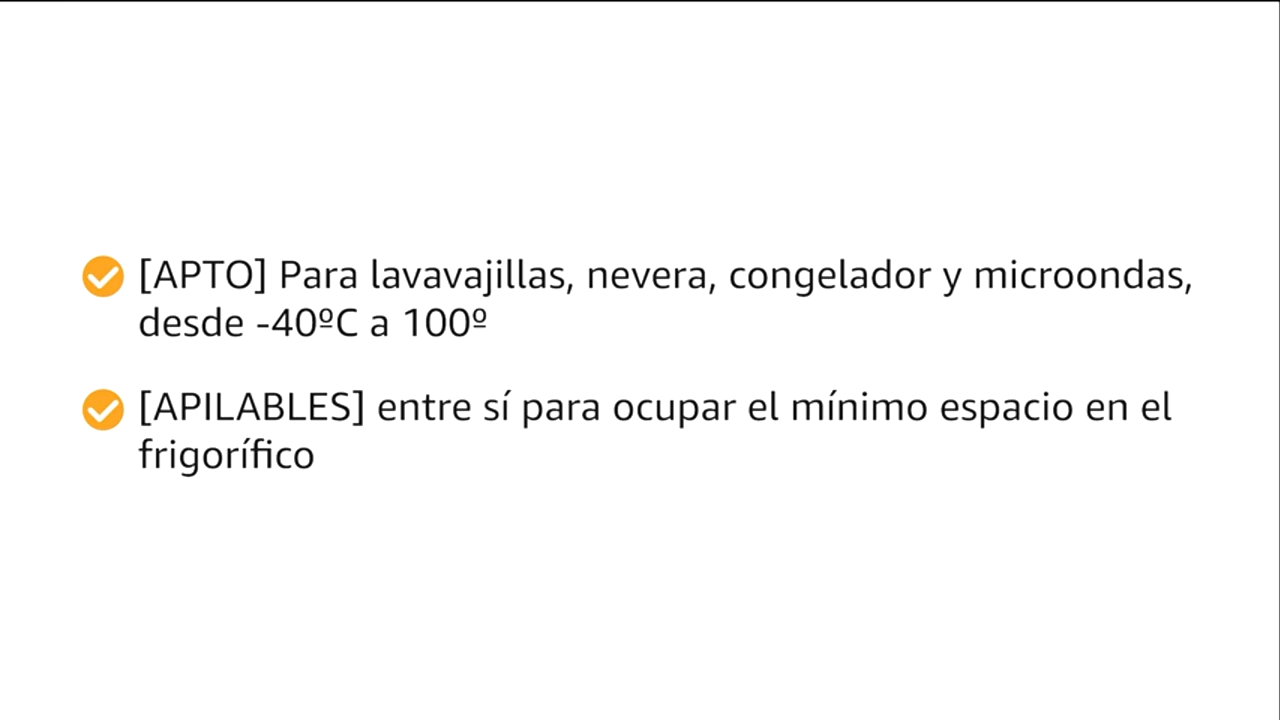 [APTO] Para lavavajillas, nevera, congelador y microondas,
desde -40ºC a 100º
[APILABLES] entre sí para ocupar el mínimo espacio en el
frigorífico